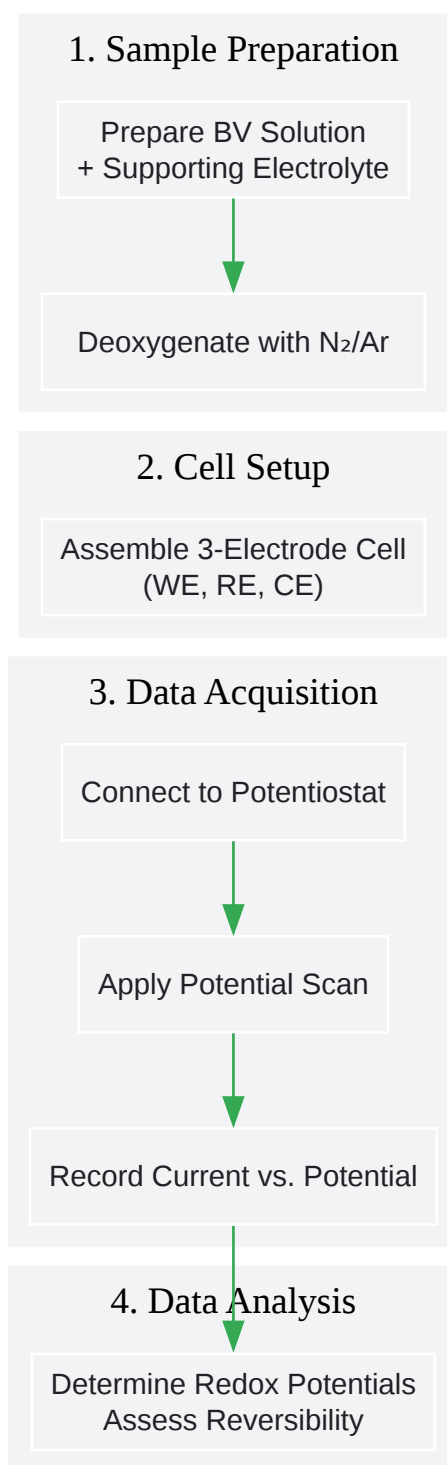 1. Sample Preparation
Prepare BV Solution
+ Supporting Electrolyte
Deoxygenate with N₂/Ar
2. Cell Setup
Assemble 3-Electrode Cell
(WE, RE, CE)
3. Data Acquisition
Connect to Potentiostat
Apply Potential Scan
Record Current vs. Potential
4. Data Analysis
Determine Redox Potentials
Assess Reversibility